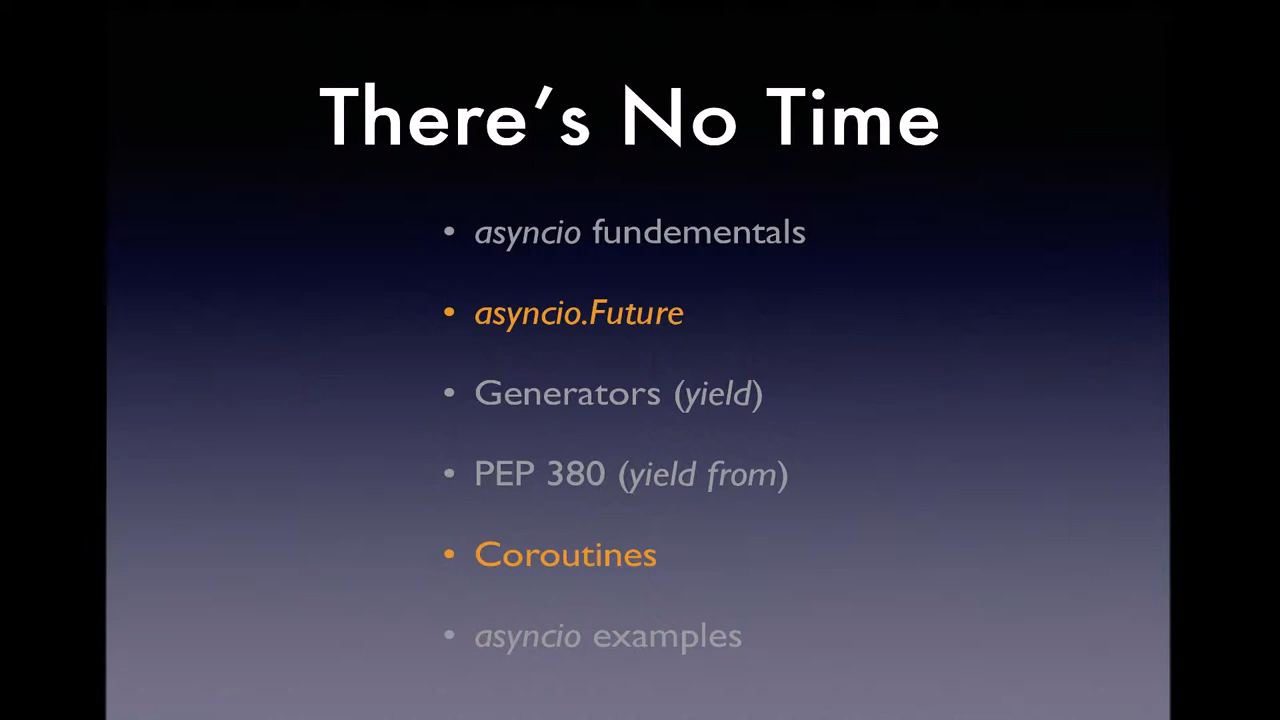 There's No Time
• asyncio fundementals
• asyncio.Future
• Generators (yield)
• PEP 380 (yield from)
• Coroutines
• asyncio examples